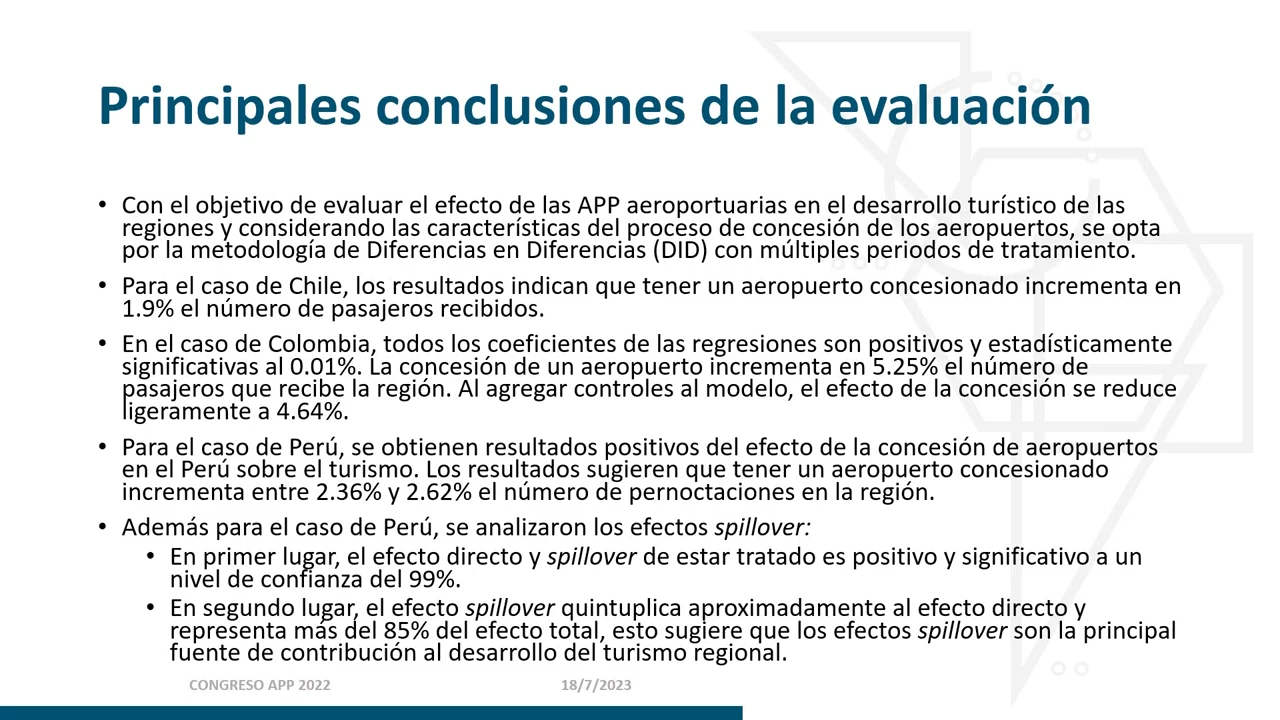 Principales conclusiones de la evaluación
• Con el objetivo de evaluar el efecto de las APP aeroportuarias en el desarrollo turístico de las
regiones y considerando las características del proceso de concesión de los aeropuertos, se opta
por la metodología de Diferencias en Diferencias (DID) con múltiples periodos de tratamiento.
• Para el caso de Chile, los resultados indican que tener un aeropuerto concesionado incrementa en
1.9% el número de pasajeros recibidos.
• En el caso de Colombia, todos los coeficientes de las regresiones son positivos y estadísticamente
significativas al 0.01%. La concesión de un aeropuerto incrementa en 5.25% el número de
pasajeros que recibe la región. Al agregar controles al modelo, el efecto de la concesión se reduce
ligeramente a 4.64%.
• Para el caso de Perú, se obtienen resultados positivos del efecto de la concesión de aeropuertos
en el Perú sobre el turismo. Los resultados sugieren que tener un aeropuerto concesionado
incrementa entre 2.36% y 2.62% el número de pernoctaciones en la región.
• Además para el caso de Perú, se analizaron los efectos spillover:
• En primer lugar, el efecto directo y spillover de estar tratado es positivo y significativo a un
nivel de confianza del 99%.
• En segundo lugar, el efecto spillover quintuplica aproximadamente al efecto directo y
representa más del 85% del efecto total, esto sugiere que los efectos spillover son la principal
fuente de contribución al desarrollo del turismo regional.
CONGRESO APP 2022 18/7/2023